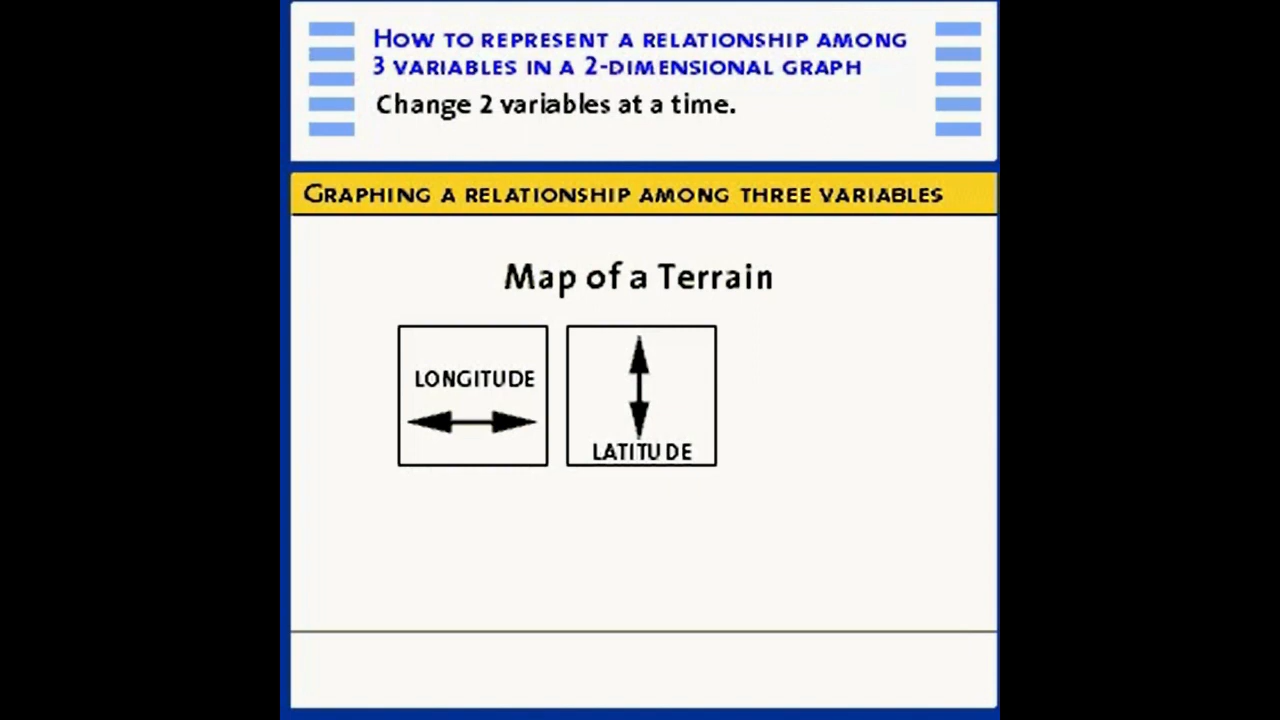 HOW TO REPRESENT A RELATIONSHIP AMONG
3 VARIABLES IN A 2-DIMENSIONAL GRAPH
Change 2 variables at a time.
GRAPHING A RELATIONSHIP AMONG THREE VARIABLES
Map of a Terrain
LONGITUDE
LATITUDE